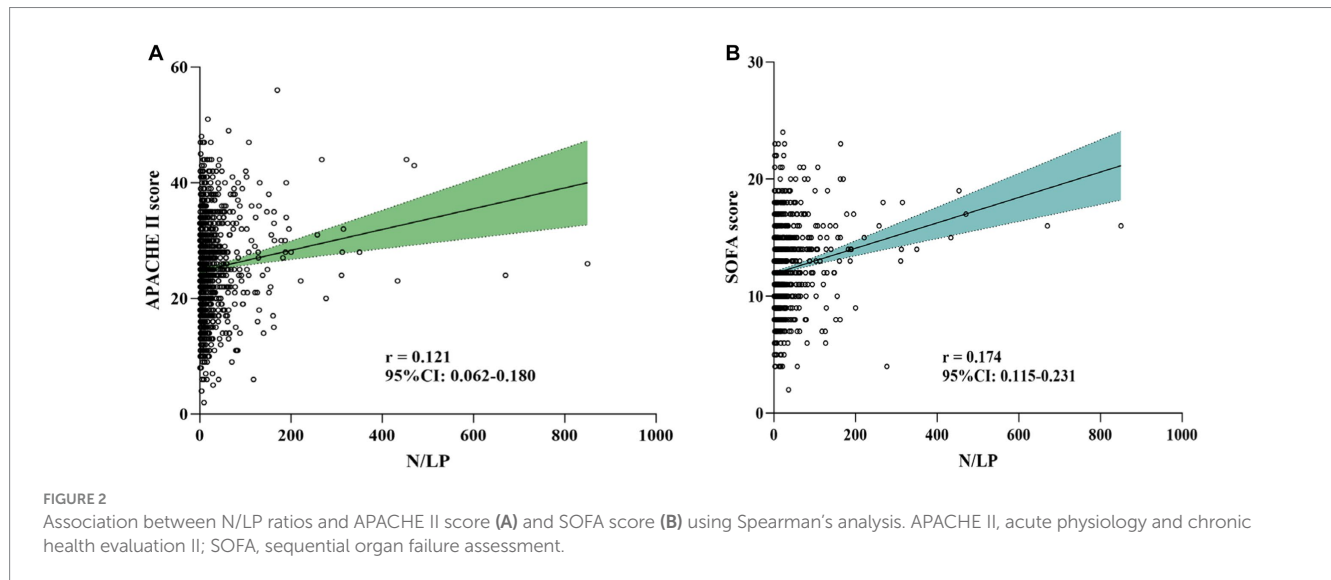 A
60
40
20
0
APACHE II score
r = 0.121
95%CI: 0.062-0.180
0 200 400 600 800 1000
N/LP
B
30
20
10
0
SOFA score
r = 0.174
95%CI: 0.115-0.231
0 200 400 600 800 1000
N/LP
FIGURE 2
Association between N/LP ratios and APACHE II score (A) and SOFA score (B) using Spearman's analysis. APACHE II, acute physiology and chronic
health evaluation II; SOFA, sequential organ failure assessment.